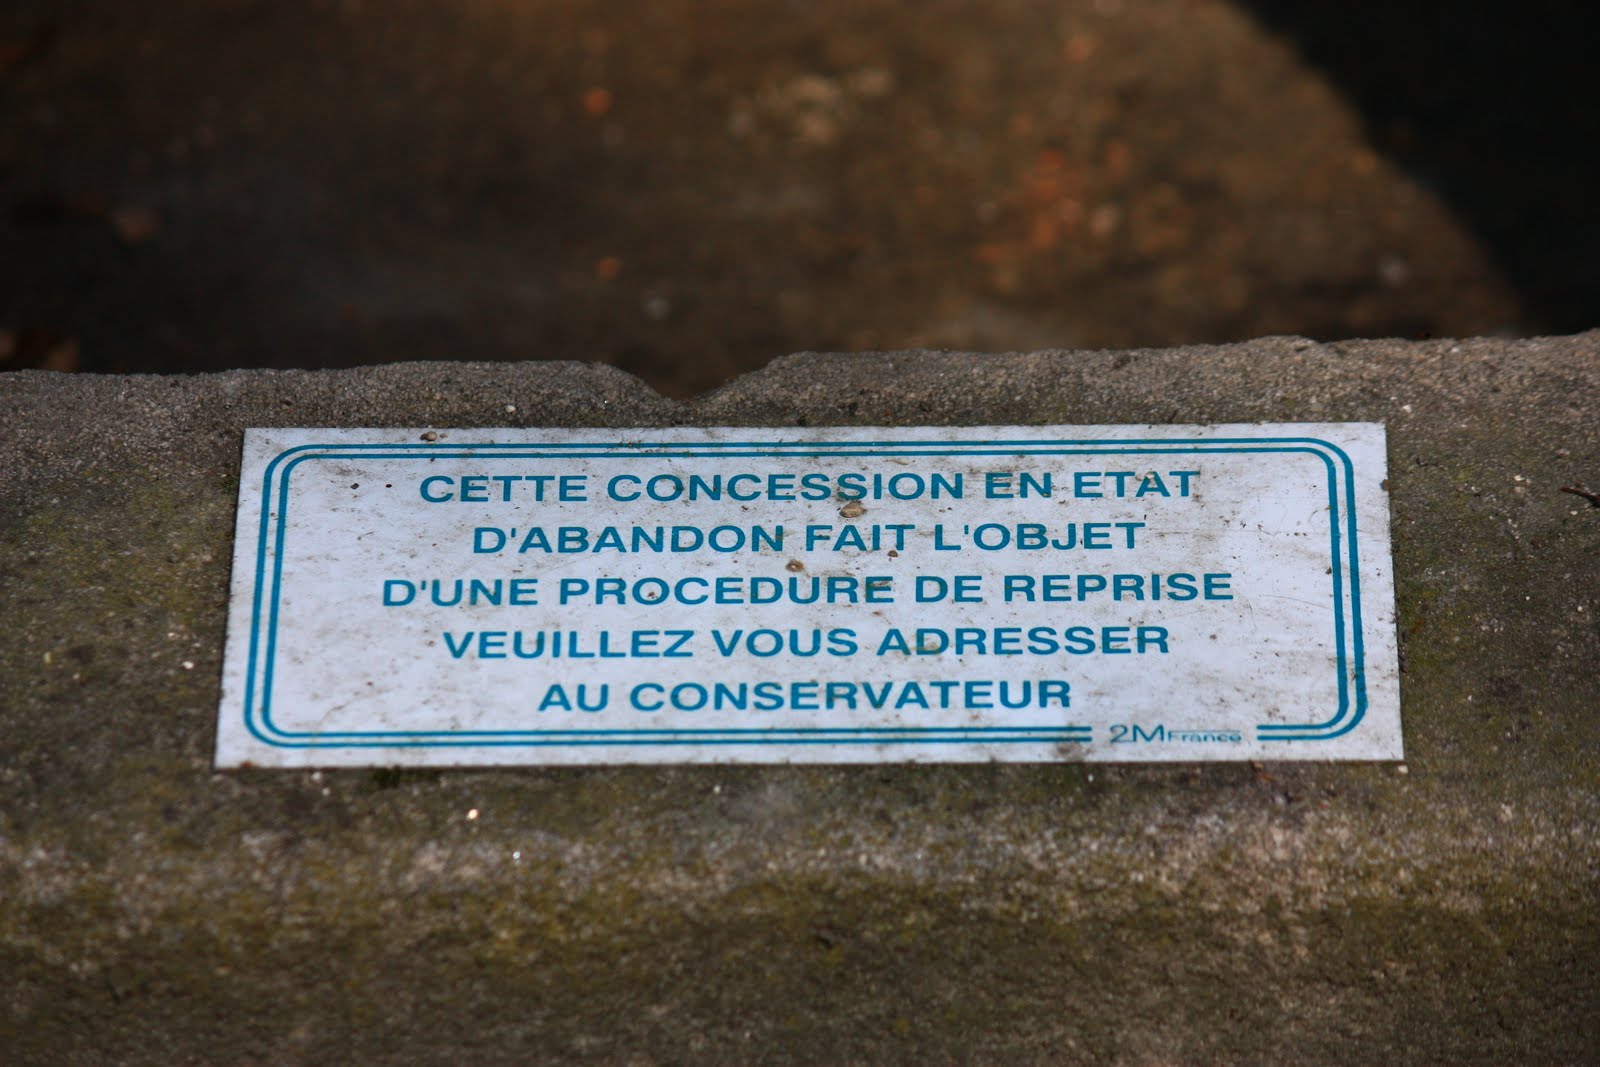 CETTE CONCESSION EN ETAT
D'ABANDON FAIT L'OBJET
D'UNE PROCEDURE DE REPRISE
VEUILLEZ VOUS ADRESSER
AU CONSERVATEUR
2M France